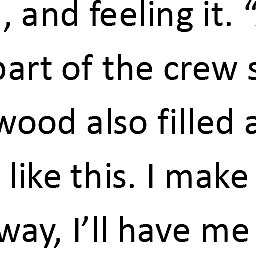 , and feeling it. “
part of the crew s
wood also filled a
like this. I make
way, I’ll have me